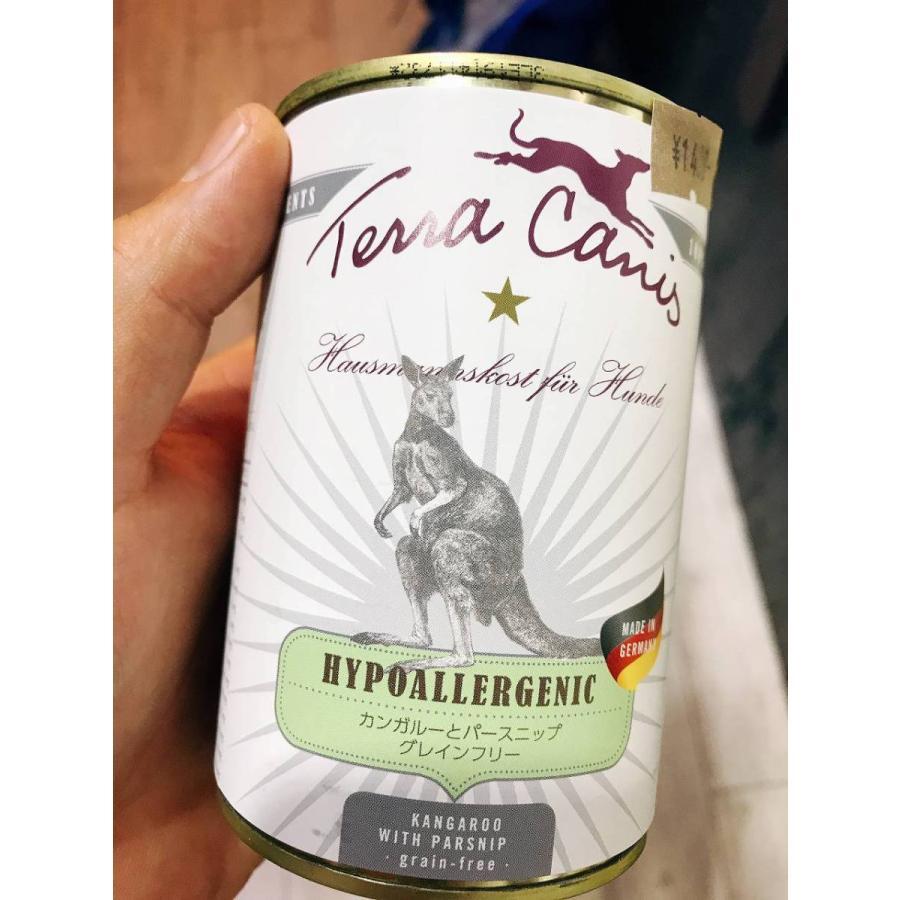 Terra Canis
Hausmannskost für Hunde
MADE IN
GERMANY
HYPOALLERGENIC
カンガルーとパースニップ
グレインフリー
KANGAROO
WITH PARSNIP
· grain-free ·